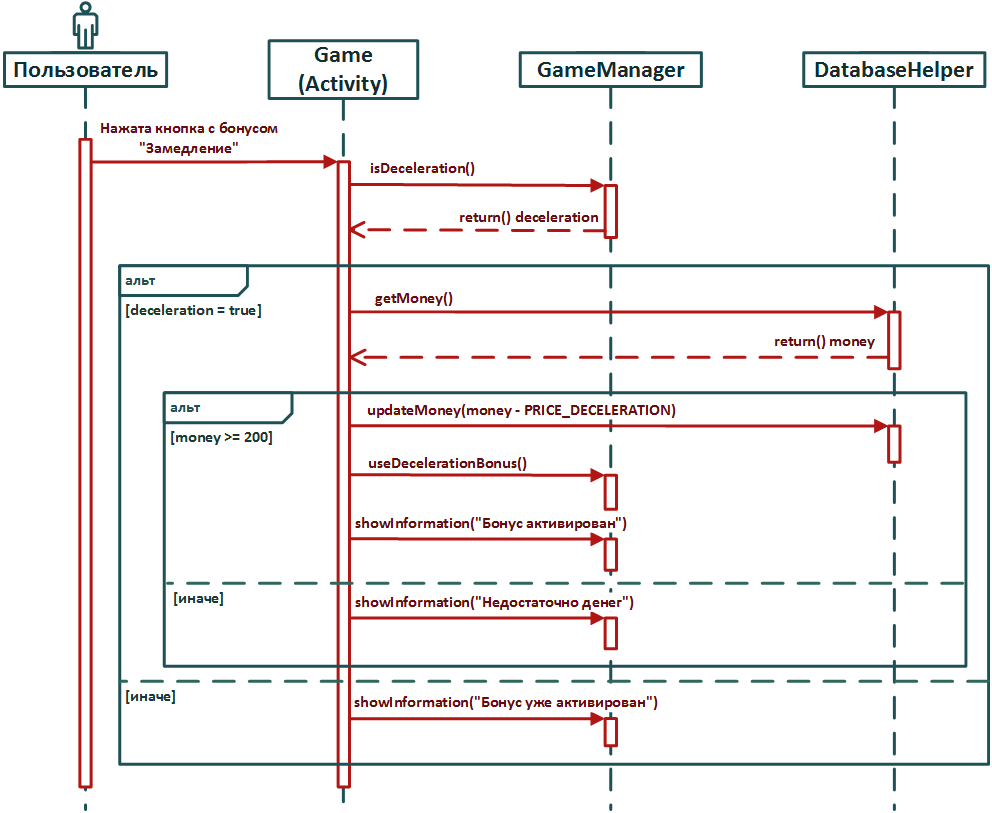 Пользователь
Game
(Activity)
GameManager
DatabaseHelper
Нажата кнопка с бонусом
"Замедление"
isDeceleration()
return() deceleration
альт
[deceleration = true]
getMoney()
return() money
альт
[money >= 200]
updateMoney(money - PRICE_DECELERATION)
useDecelerationBonus()
showInformation("Бонус активирован")
[иначе]
showInformation("Недостаточно денег")
[иначе]
showInformation("Бонус уже активирован")